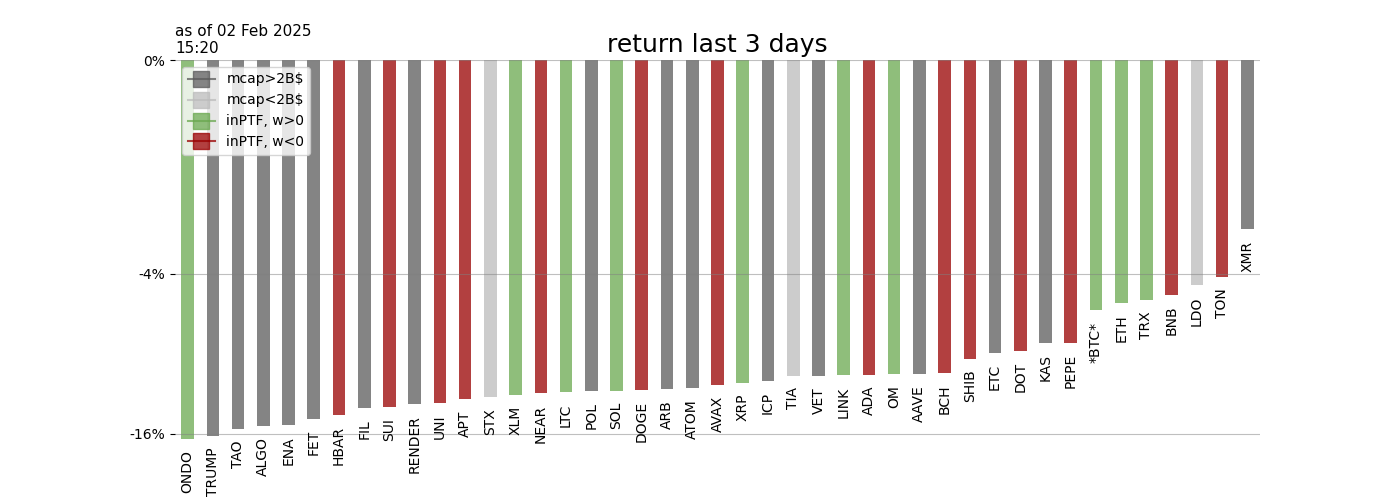 as of 02 Feb 2025
15:20
return last 3 days
0%
-4%
-16%
mcap>2B$
mcap<2B$
inPTF, w>0
inPTF, w<0
ONDO
TRUMP
TAO
ALGO
ENA
FET
HBAR
FIL
SUI
RENDER
UNI
APT
STX
XLM
NEAR
LTC
POL
SOL
DOGE
ARB
ATOM
AVAX
XRP
ICP
TIA
VET
LINK
ADA
OM
AAVE
BCH
SHIB
ETC
DOT
KAS
PEPE
*BTC*
ETH
TRX
BNB
LDO
TON
XMR